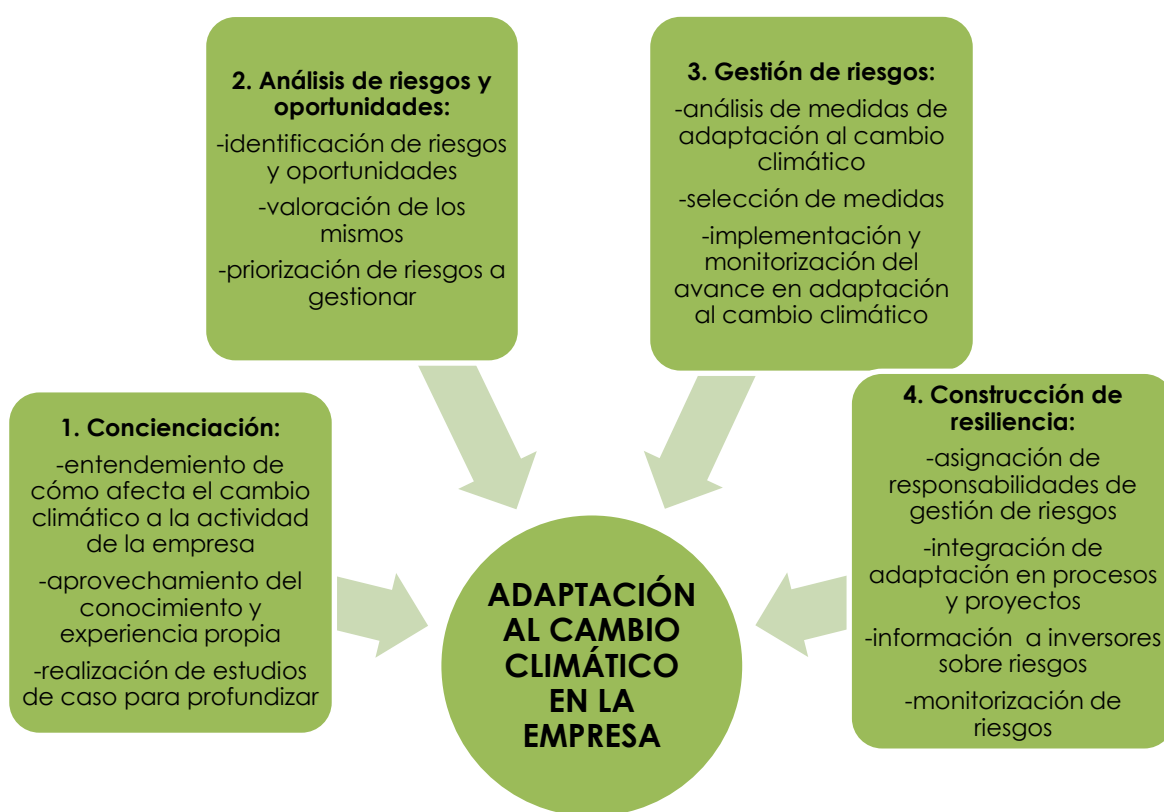 1. Concienciación:
-entendemiento de
cómo afecta el cambio
climático a la actividad
de la empresa
-aprovechamiento del
conocimiento y
experiencia propia
-realización de estudios
de caso para profundizar
2. Análisis de riesgos y
oportunidades:
-identificación de riesgos
y oportunidades
-valoración de los
mismos
-priorización de riesgos a
gestionar
3. Gestión de riesgos:
-análisis de medidas de
adaptación al cambio
climático
-selección de medidas
-implementación y
monitorización del
avance en adaptación
al cambio climático
4. Construcción de
resiliencia:
-asignación de
responsabilidades de
gestión de riesgos
-integración de
adaptación en procesos
y proyectos
-información a inversores
sobre riesgos
-monitorización de
riesgos
ADAPTACIÓN
AL CAMBIO
CLIMÁTICO
EN LA
EMPRESA